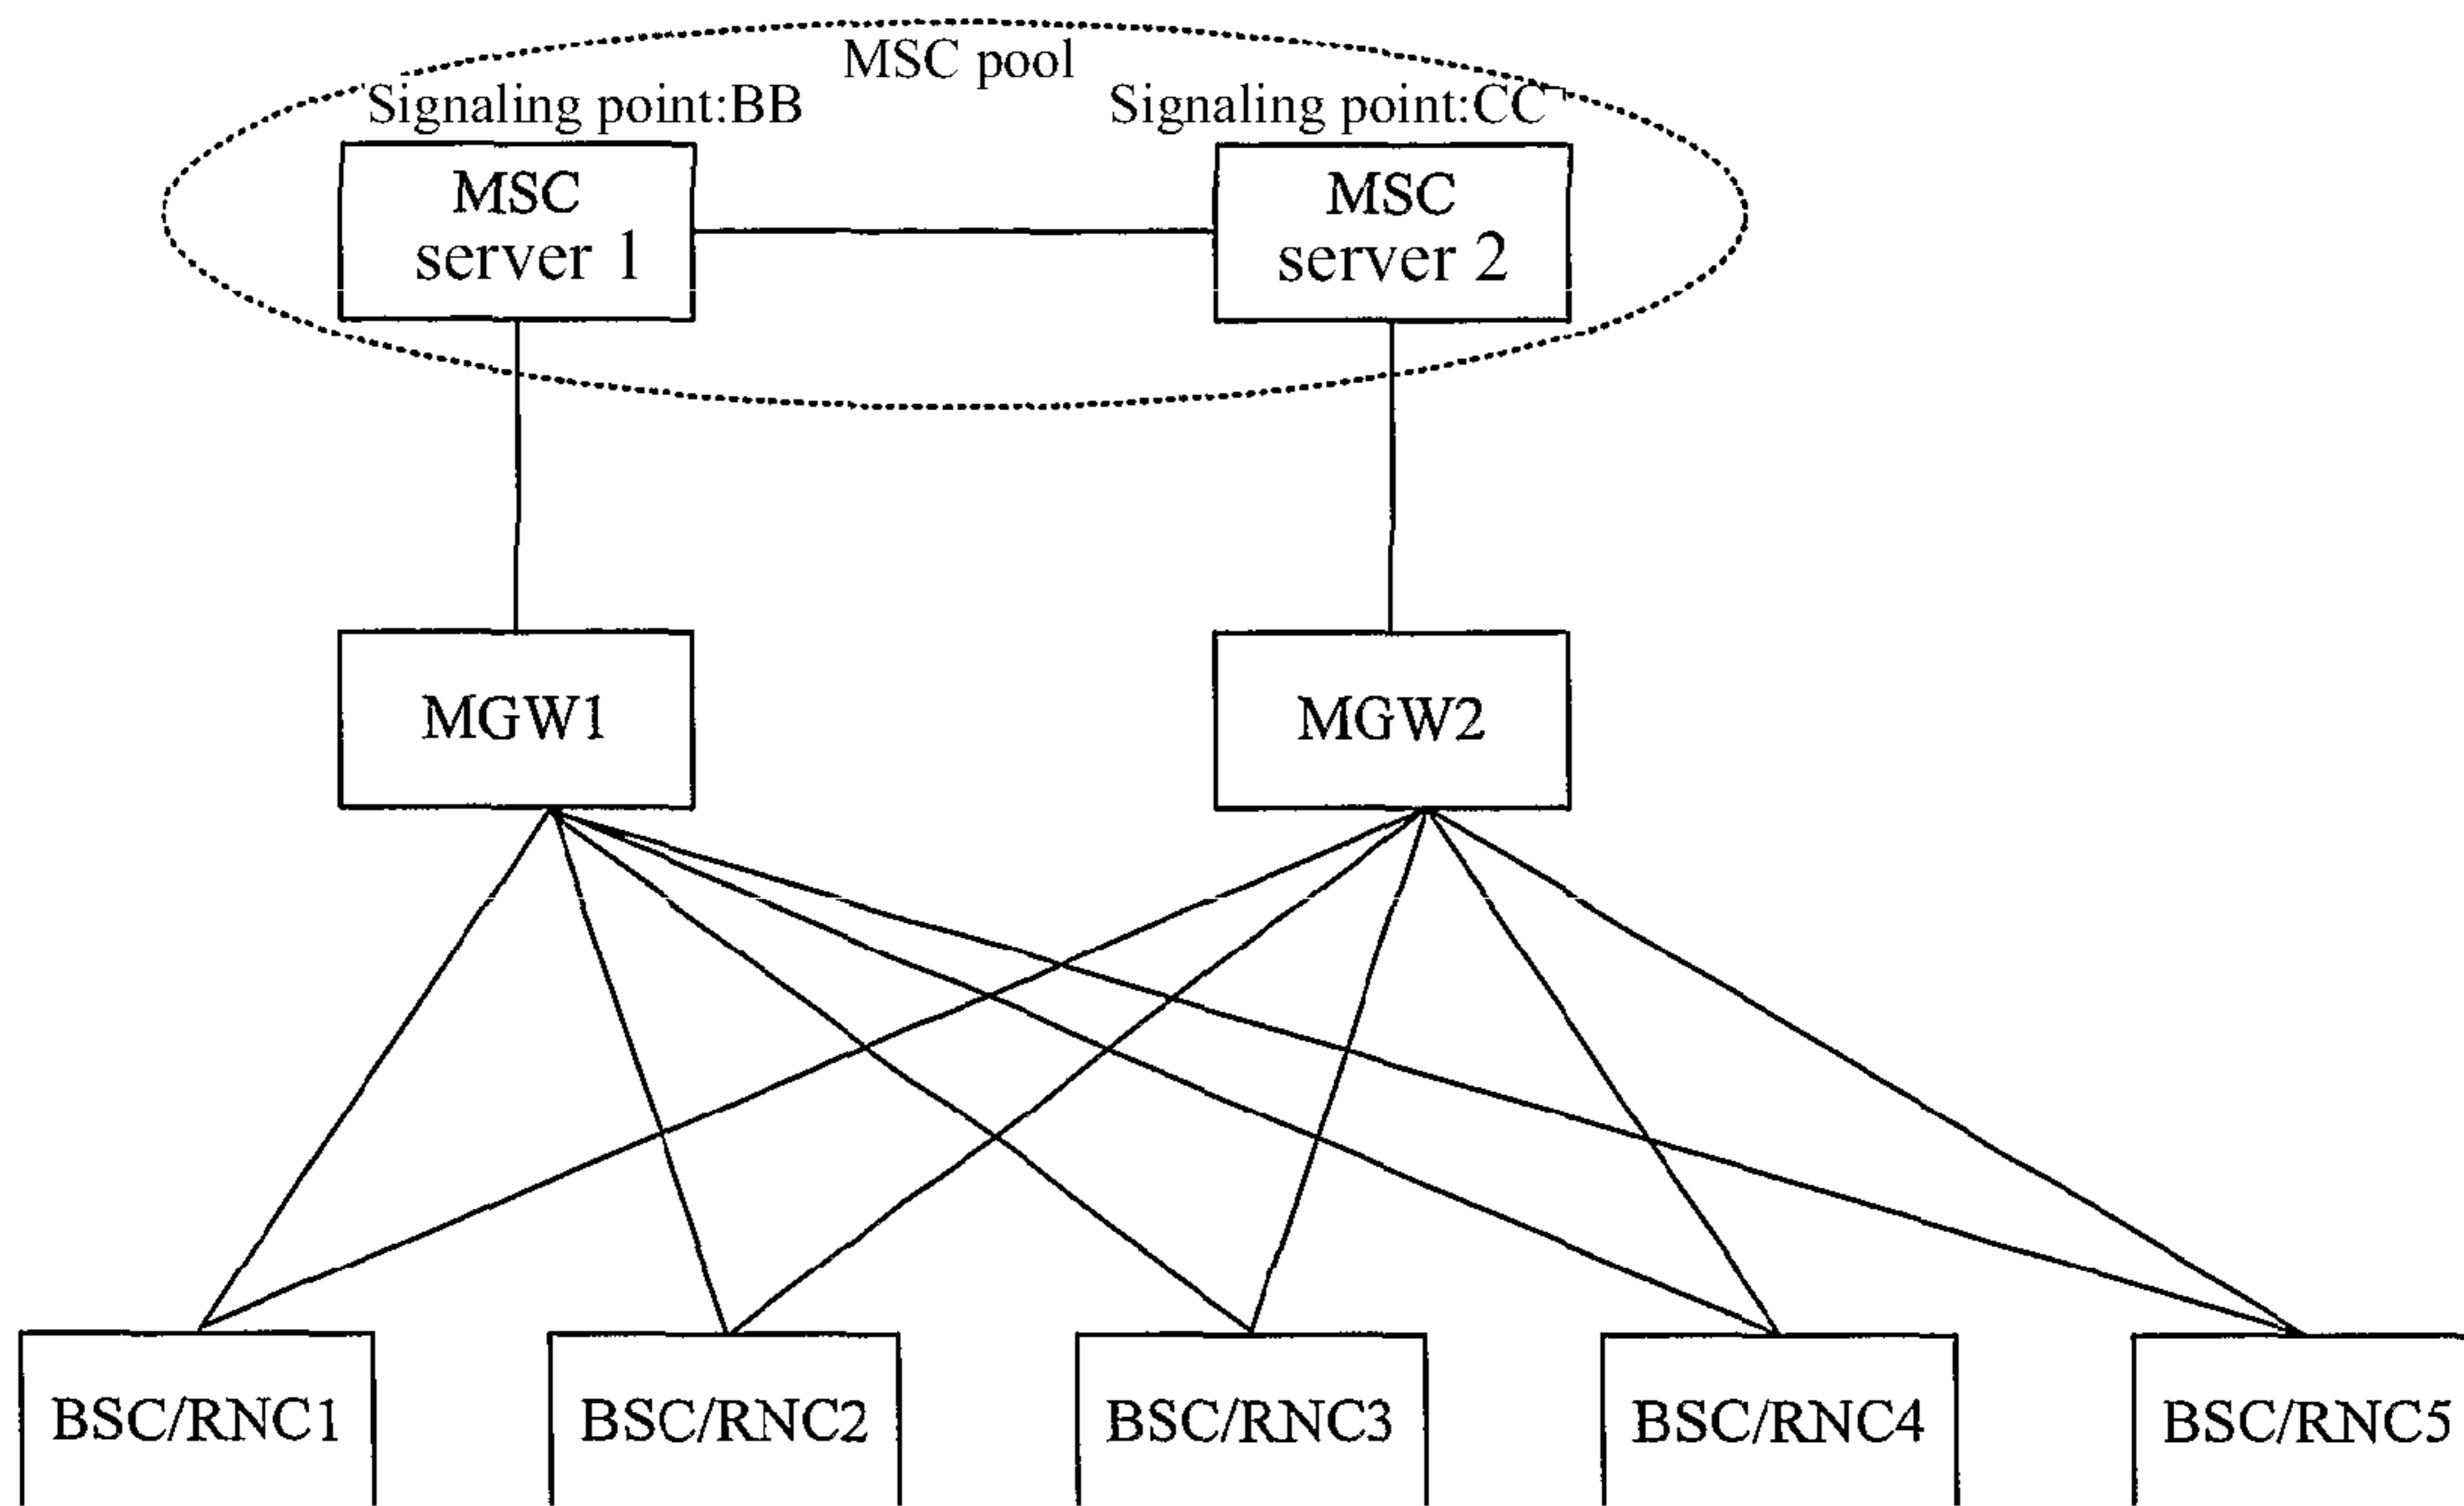 MSC pool
Signaling point:BB
Signaling point:CC
MSC
server 1
MSC
server 2
MGW1
MGW2
BSC/RNC1
BSC/RNC2
BSC/RNC3
BSC/RNC4
BSC/RNC5